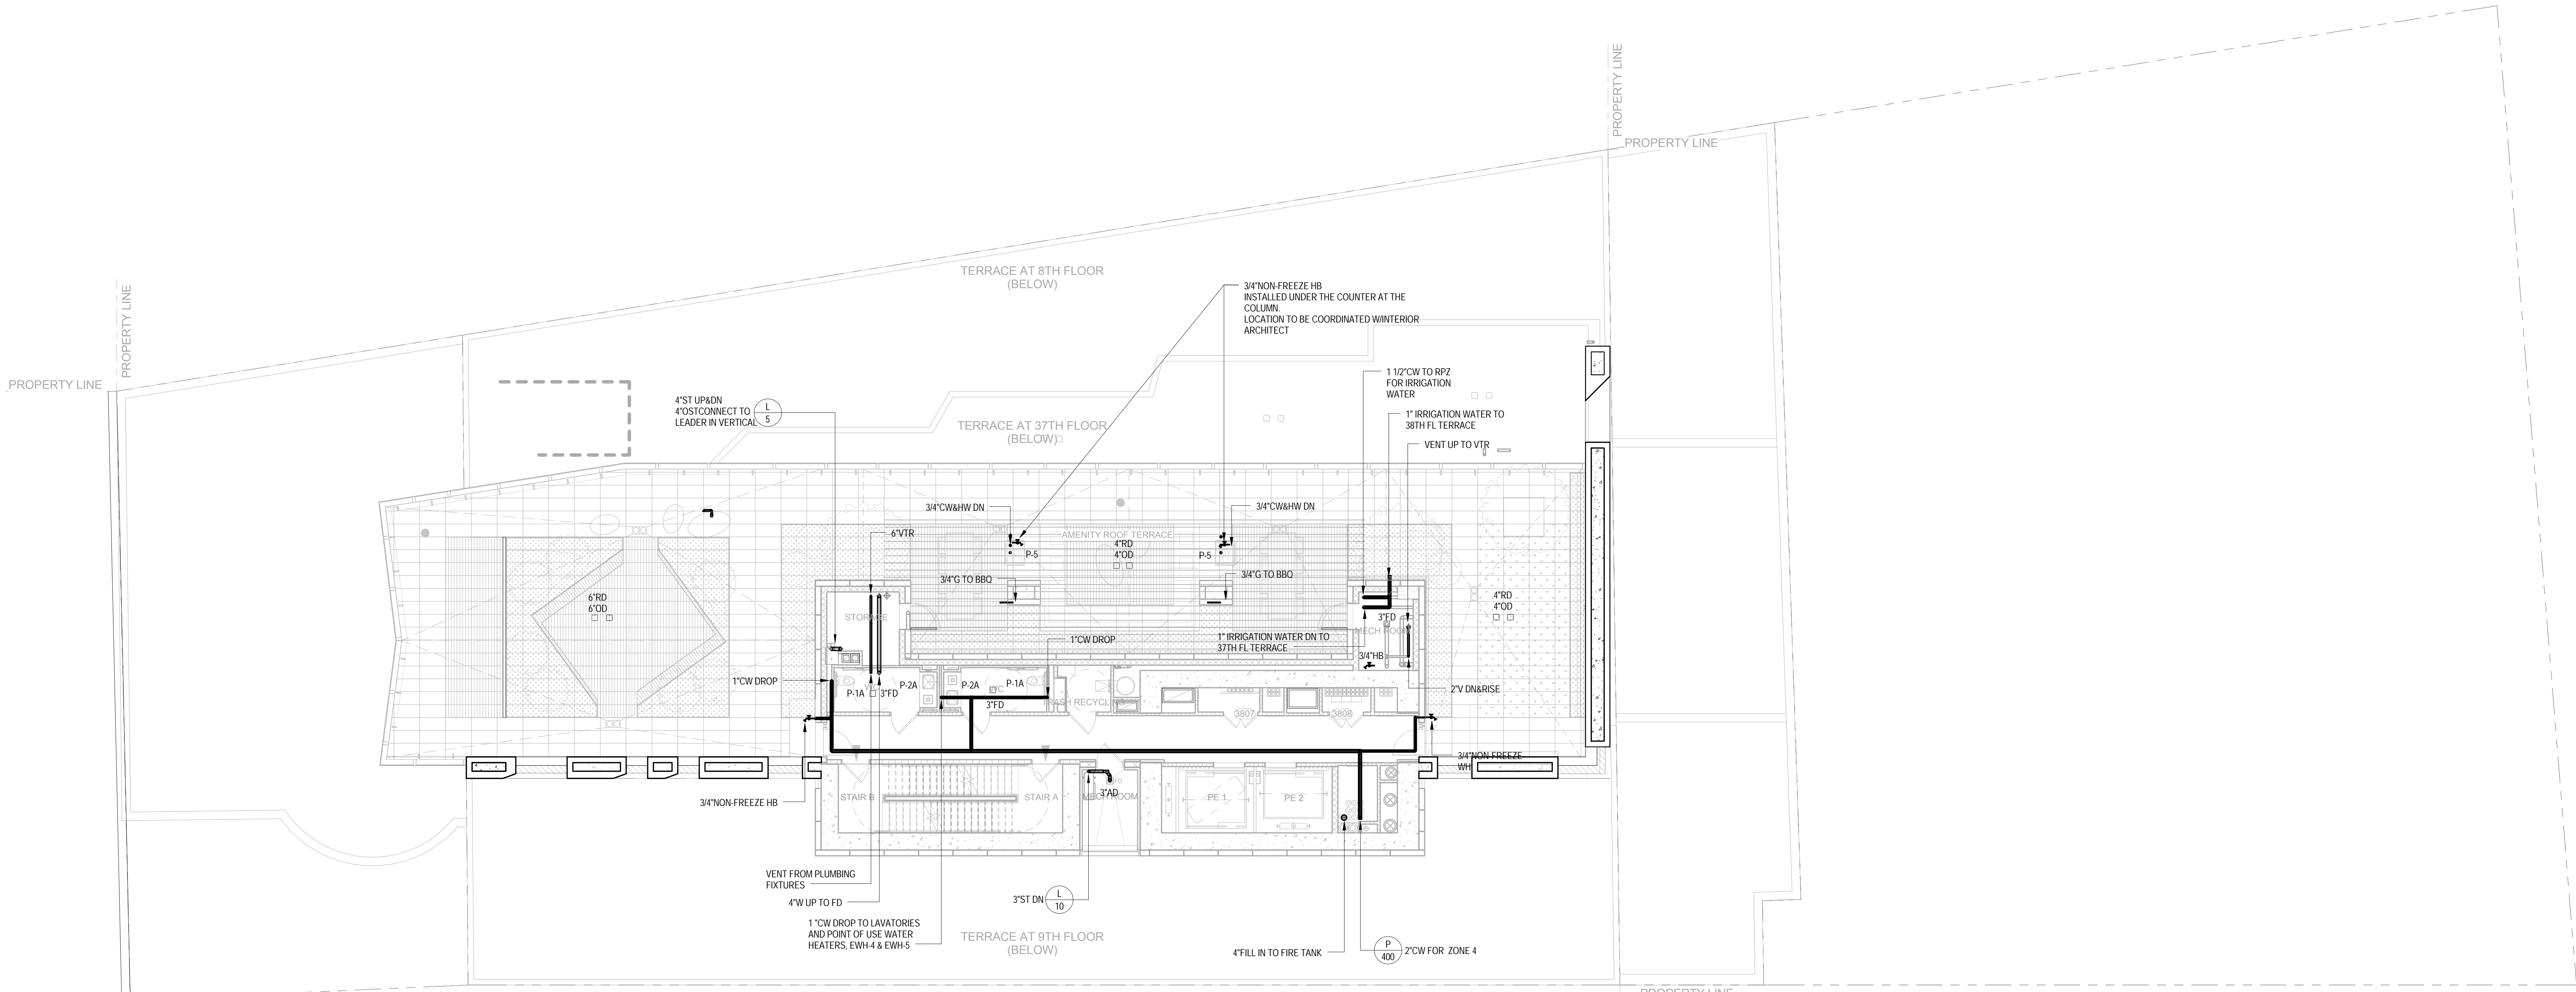 PROPERTY LINE
PROPERTY LINE
PROPERTY LINE
PROPERTY LINE
TERRACE AT 8TH FLOOR
(BELOW)
3/4"NON-FREEZE HB
INSTALLED UNDER THE COUNTER AT THE
COLUMN.
LOCATION TO BE COORDINATED W/INTERIOR
ARCHITECT
1 1/2"CW TO RPZ
FOR IRRIGATION
WATER
4"ST UP&DN
4"OSTCONNECT TO
LEADER IN VERTICAL
L
5
1" IRRIGATION WATER TO
38TH FL TERRACE
TERRACE AT 37TH FLOOR
(BELOW)
VENT UP TO VTR
3/4"CW&HW DN
3/4"CW&HW DN
6"VTR
AMENITY ROOF TERRACE
4"RD
4"OD
P-5
P-5
3/4"G TO BBQ
3/4"G TO BBQ
6"RD
6"OD
4"RD
4"OD
STORAGE
3"FD
MECH ROOM
1"CW DROP
1" IRRIGATION WATER DN TO
37TH FL TERRACE
3/4"HB
1"CW DROP
P-1A
3"FD
P-2A
P-2A
WC
P-1A
2"V DN&RISE
3"FD
TRASH RECYCLING
3807
3808
3/4"NON-FREEZE
WH
3/4"NON-FREEZE HB
STAIR B
STAIR A
MECH ROOM
3"AD
PE 1
PE 2
VENT FROM PLUMBING
FIXTURES
4"W UP TO FD
3"ST DN
L
10
1 "CW DROP TO LAVATORIES
AND POINT OF USE WATER
HEATERS, EWH-4 & EWH-5
TERRACE AT 9TH FLOOR
(BELOW)
4"FILL IN TO FIRE TANK
P
400
2"CW FOR ZONE 4
PROPERTY LINE